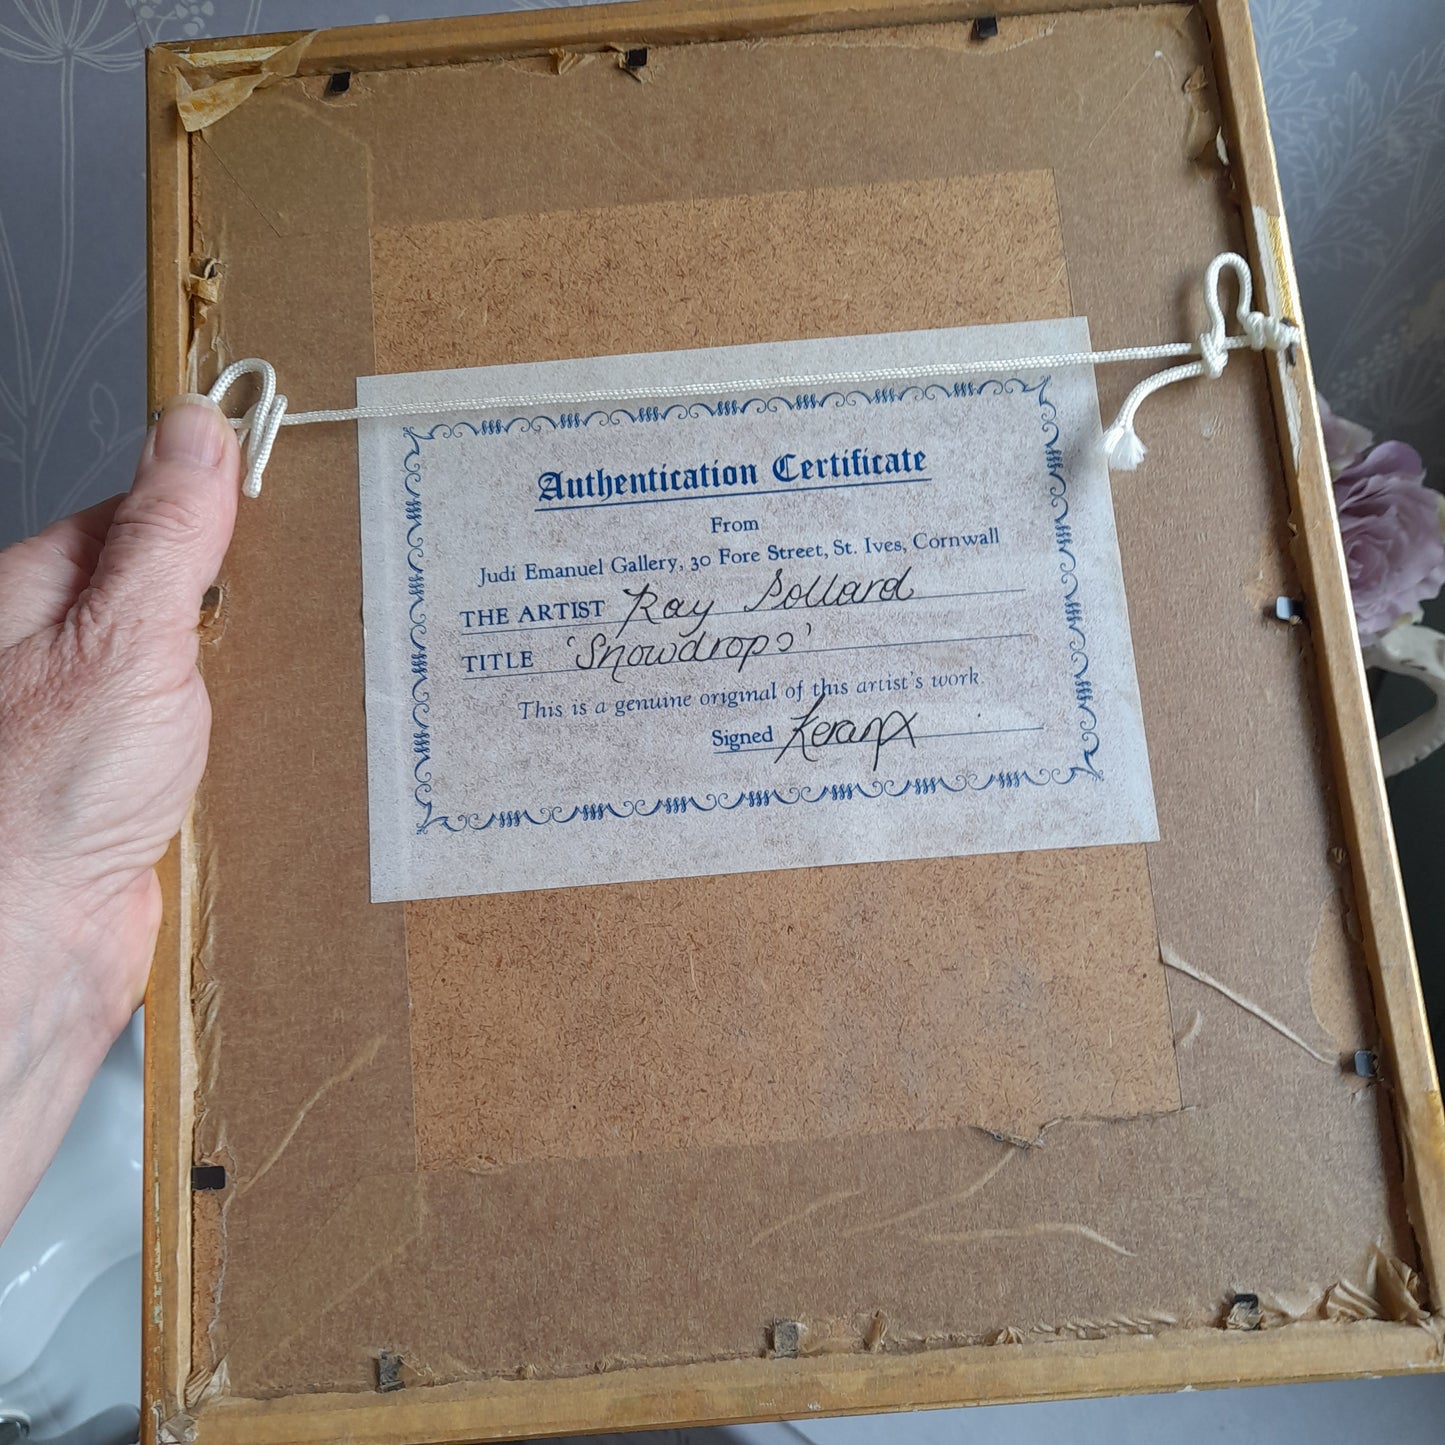 Authentication Certificate
From
Judi Emanuel Gallery, 30 Fore Street, St. Ives, Cornwall
THE ARTIST Ray Pollard
TITLE 'Snowdrops'
This is a genuine original of this artist's work
Signed